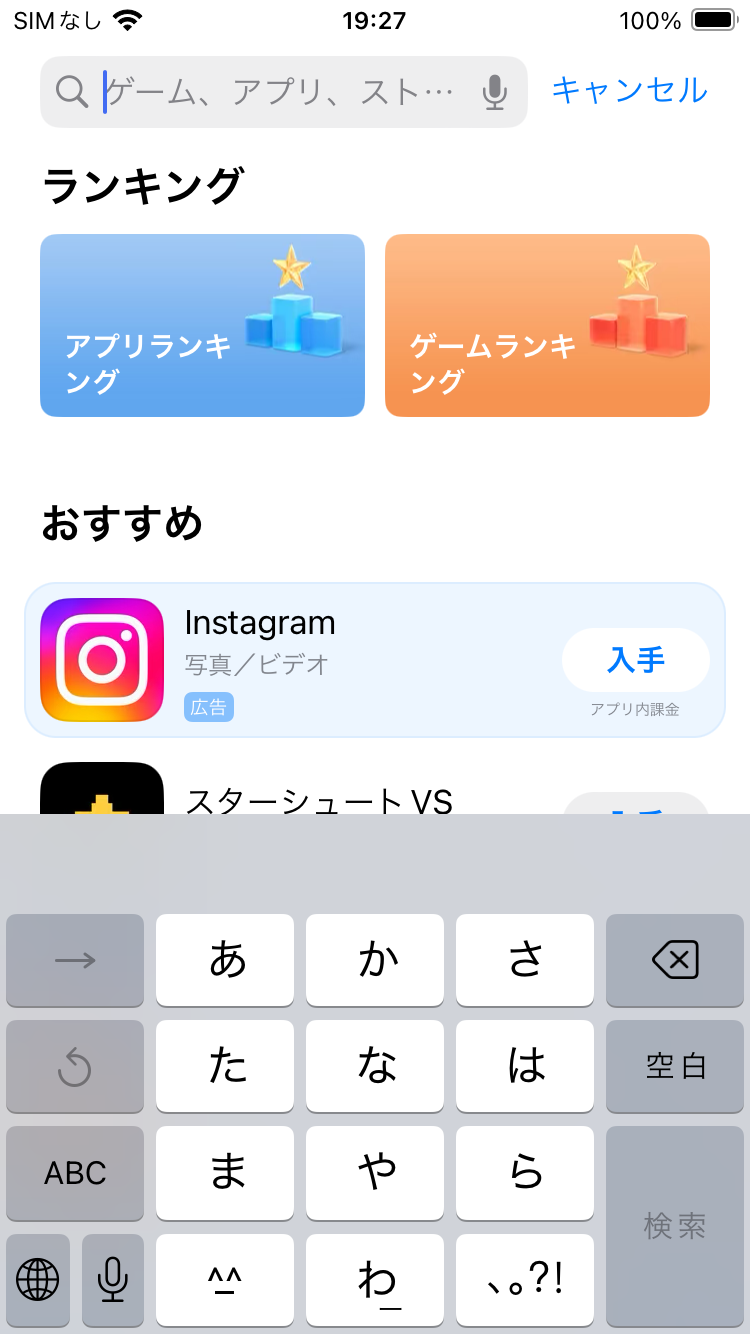 SIMなし 19:27 100%
ゲーム、アプリ、スト… キャンセル
ランキング
アプリランキ
ング
ゲームランキ
ング
おすすめ
Instagram
写真／ビデオ
広告
入手
アプリ内課金
スターシュート VS
入手
→ あ か さ
た な は 空白
ABC ま や ら
検索
^^ わ 、。?!